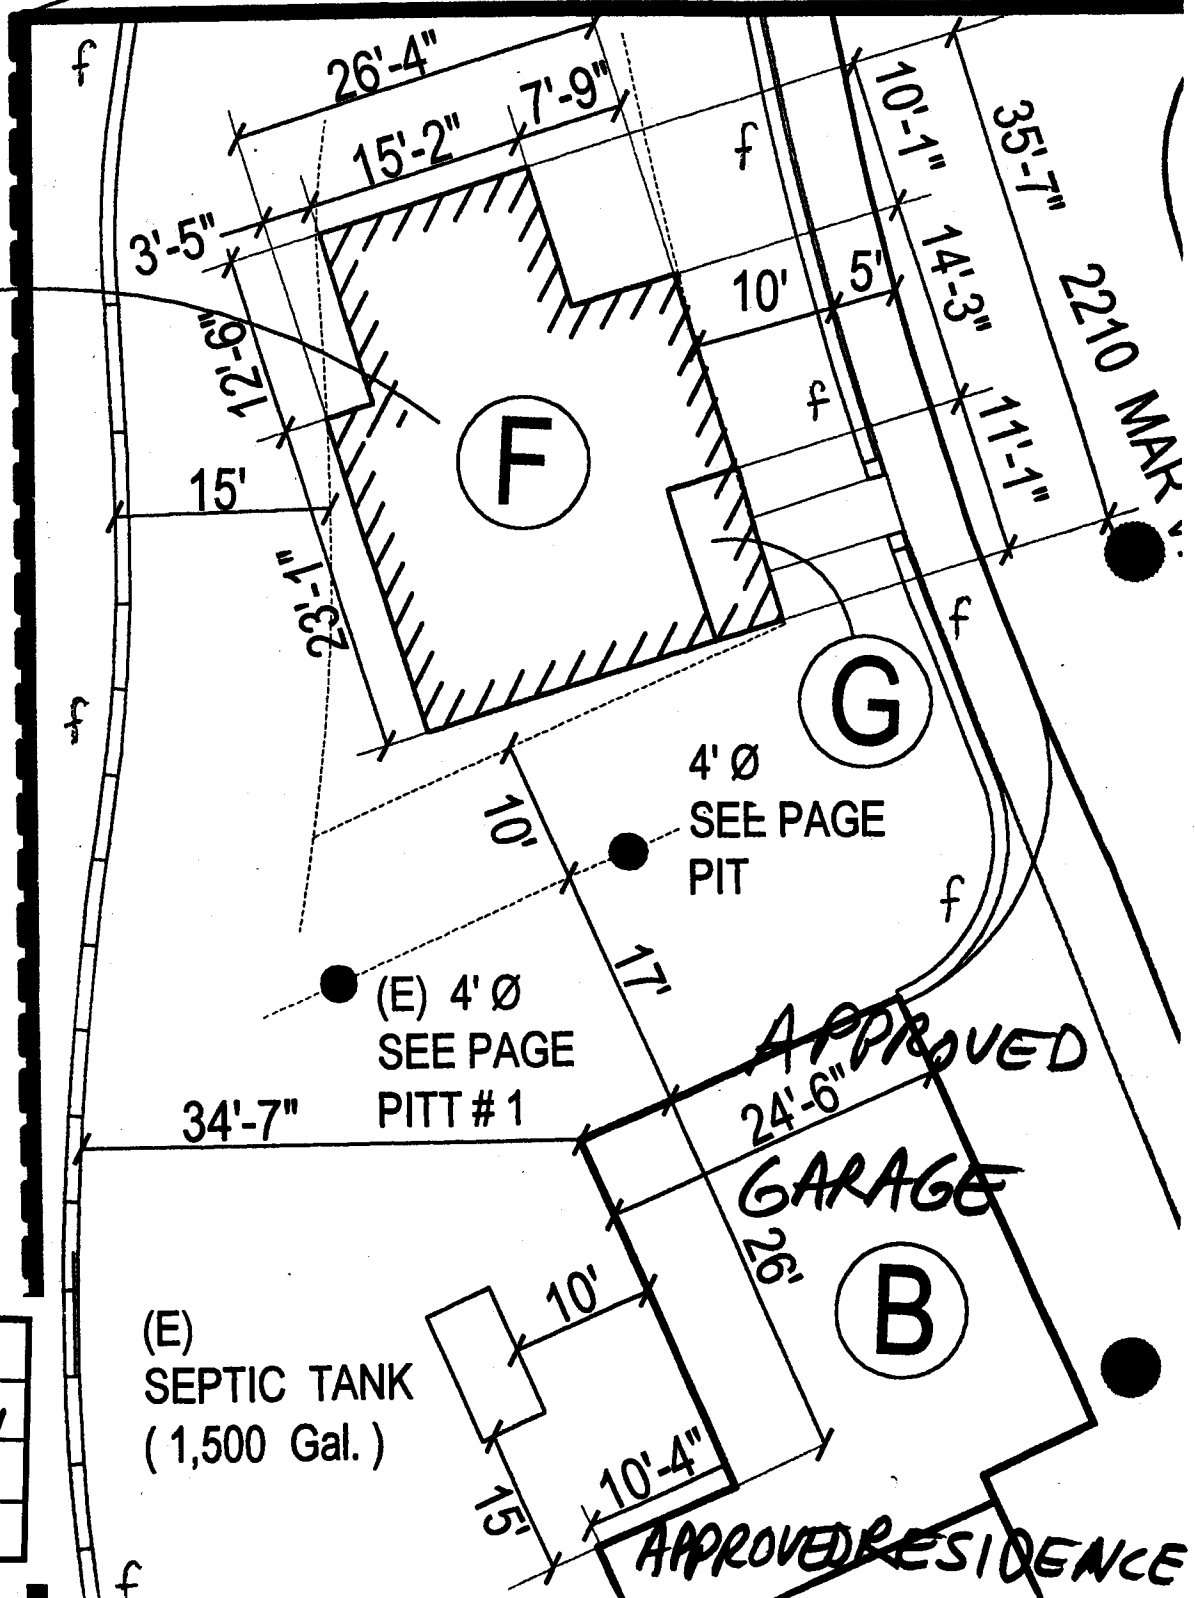 26'-4"
7'-9"
15'-2"
3'-5"
10'-1"
35'-7"
f
f
14'-3"
10'
5'
12'-6"
2210 MAR
f
11'-1"
F
15'
23'-1"
f
G
f
4' Ø
SEE PAGE
PIT
10'
f
17'
(E) 4' Ø
SEE PAGE
PITT # 1
APPROVED
24'-6"
34'-7"
GARAGE
26'
B
10'
(E)
SEPTIC TANK
( 1,500 Gal. )
10'-4"
15'
APPROVED RESIDENCE
f